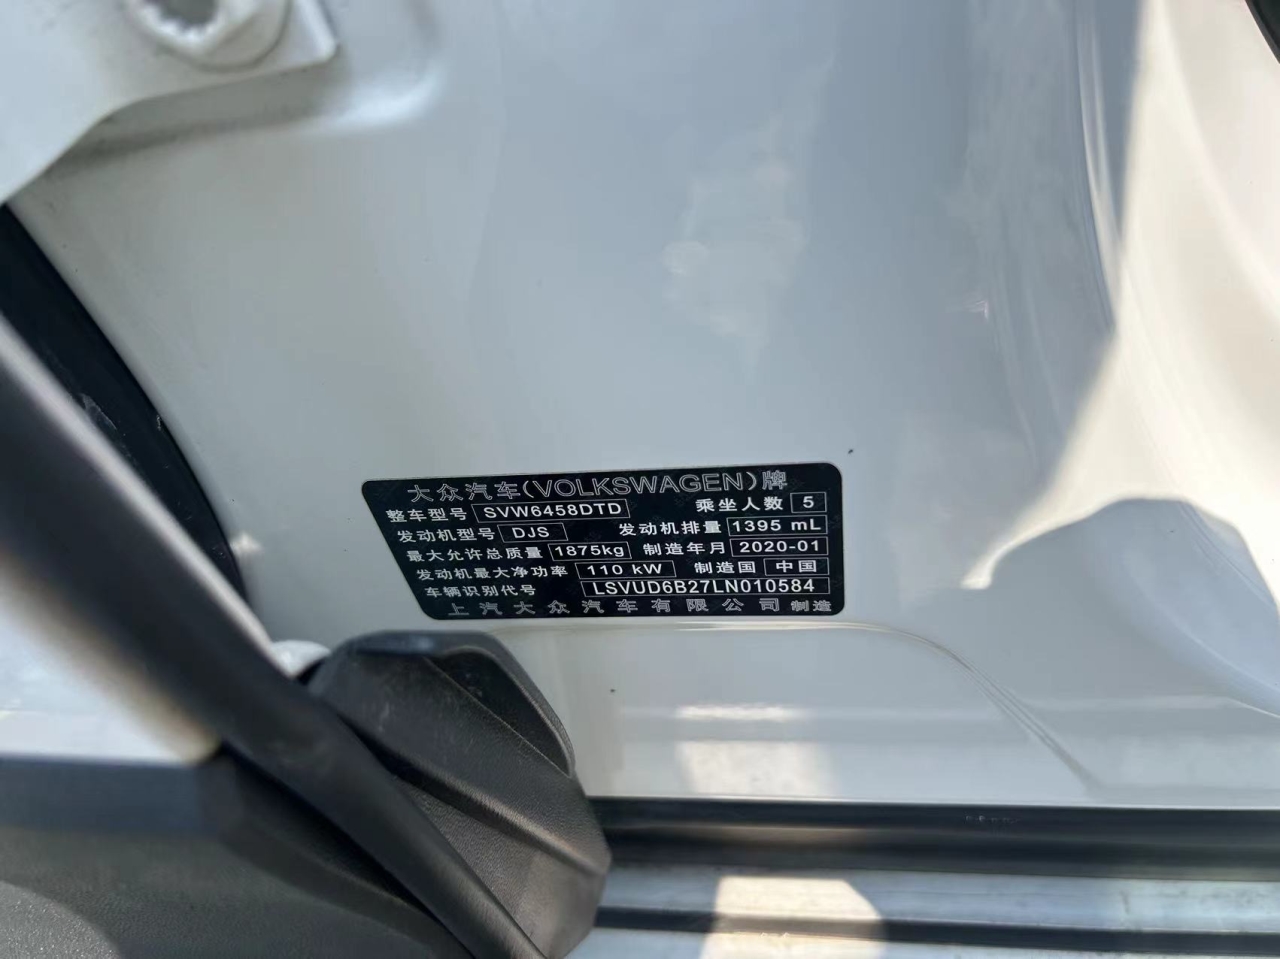 大众汽车(VOLKSWAGEN)牌
整车型号 SVW6458DTD 乘坐人数 5
发动机型号 DJS 发动机排量 1395 mL
最大允许总质量 1875kg 制造年月 2020-01
发动机最大净功率 110 kW 制造国 中国
车辆识别代号 LSVUD6B27LN010584
上汽大众汽车有限公司 制造